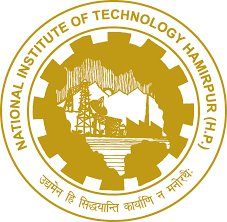 NATIONAL INSTITUTE OF TECHNOLOGY HAMIRPUR (H.P.)
उद्यमेन हि सिद्ध्यन्ति कार्याणि न मनोरथैः